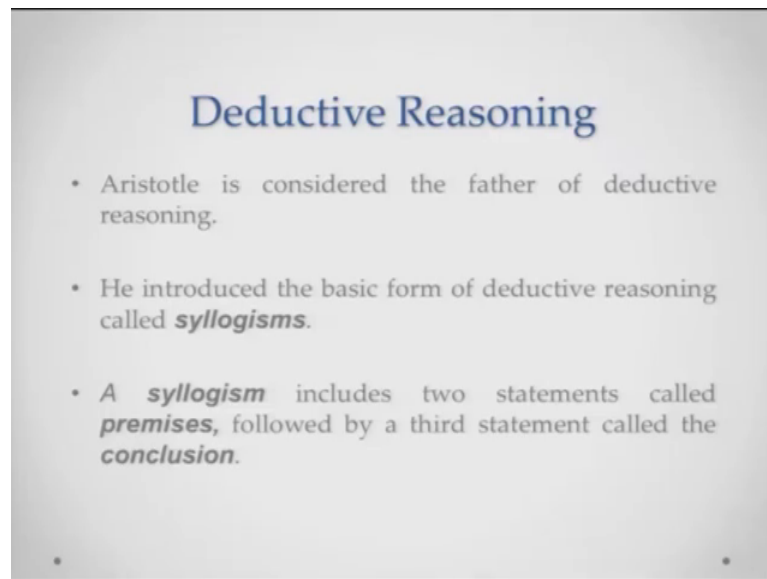 Deductive Reasoning
• Aristotle is considered the father of deductive
reasoning.
• He introduced the basic form of deductive reasoning
called syllogisms.
• A syllogism includes two statements called
premises, followed by a third statement called the
conclusion.